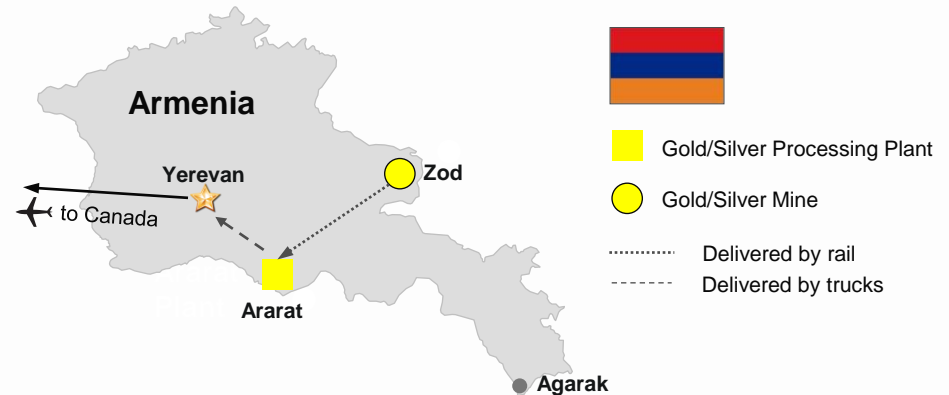 Armenia
Yerevan
Zod
to Canada
Ararat
Agarak
Gold/Silver Processing Plant
Gold/Silver Mine
Delivered by rail
Delivered by trucks